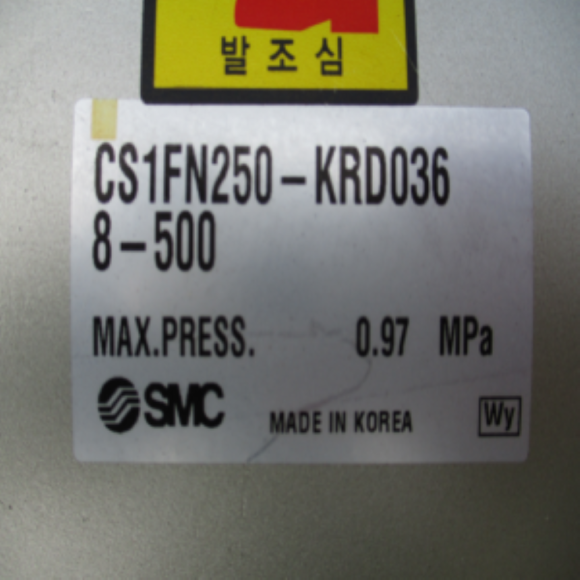 발조심
CS1FN250-KRD036
8-500
MAX.PRESS. 0.97 MPa
SMC MADE IN KOREA Wy